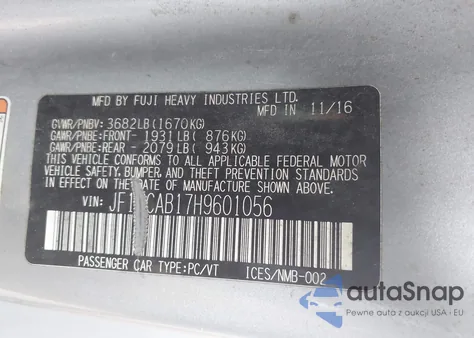 MFD BY FUJI HEAVY INDUSTRIES LTD.
MFD IN 11/16
GVWR/PNBV: 3682LB(1670KG)
GAWR/PNBE:FRONT- 1931LB( 876KG)
GAWR/PNBE:REAR - 2079LB( 943KG)
THIS VEHICLE CONFORMS TO ALL APPLICABLE FEDERAL MOTOR
VEHICLE SAFETY, BUMPER, AND THEFT PREVENTION STANDARDS
IN EFFECT ON THE DATE OF MANUFACTURE SHOWN ABOVE.
VIN:
PASSENGER CAR TYPE:PC/VT ICES/NMB-002
autoSnap
Pewne auta z USA - EU